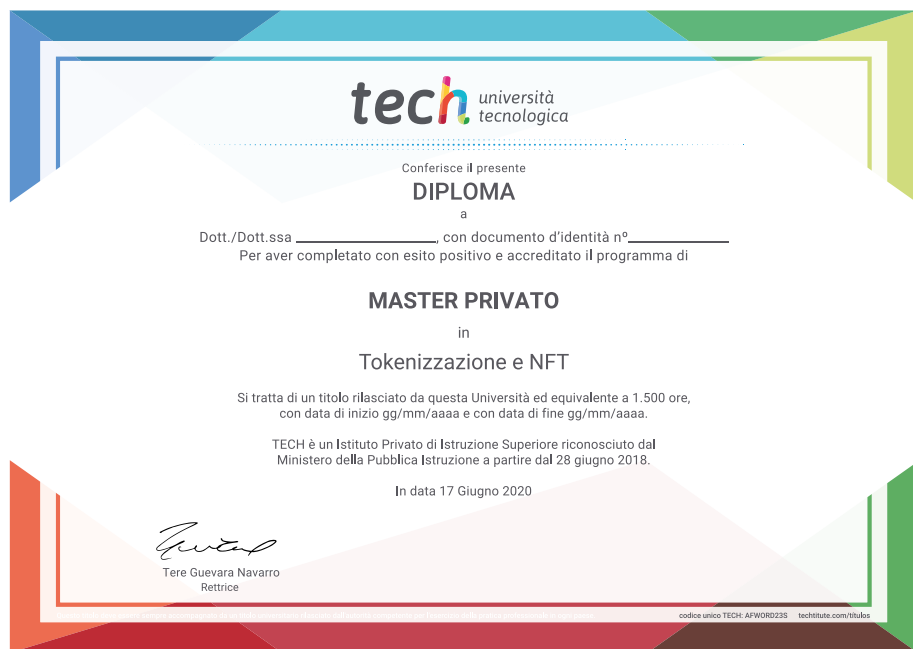 tech università
tecnologica
Conferisce il presente
DIPLOMA
a
Dott./Dott.ssa ________________, con documento d'identità nº____________
Per aver completato con esito positivo e accreditato il programma di
MASTER PRIVATO
in
Tokenizzazione e NFT
Si tratta di un titolo rilasciato da questa Università ed equivalente a 1.500 ore,
con data di inizio gg/mm/aaaa e con data di fine gg/mm/aaaa.
TECH è un Istituto Privato di Istruzione Superiore riconosciuto dal
Ministero della Pubblica Istruzione a partire dal 28 giugno 2018.
In data 17 Giugno 2020
Tere Guevara Navarro
Rettrice
codice unico TECH: AFWORD23S techtitute.com/titulos